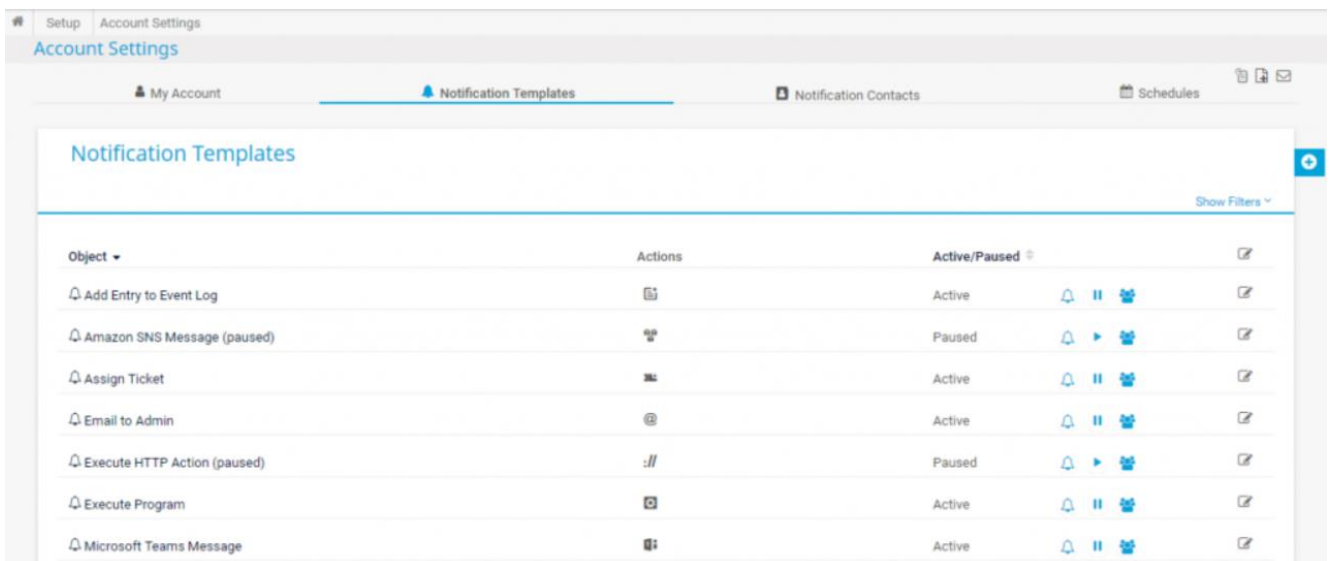 Setup Account Settings
Account Settings
My Account Notification Templates Notification Contacts Schedules
Notification Templates
Show Filters
Object Actions Active/Paused
Add Entry to Event Log Active
Amazon SNS Message (paused) Paused
Assign Ticket Active
Email to Admin @ Active
Execute HTTP Action (paused) :// Paused
Execute Program Active
Microsoft Teams Message Active